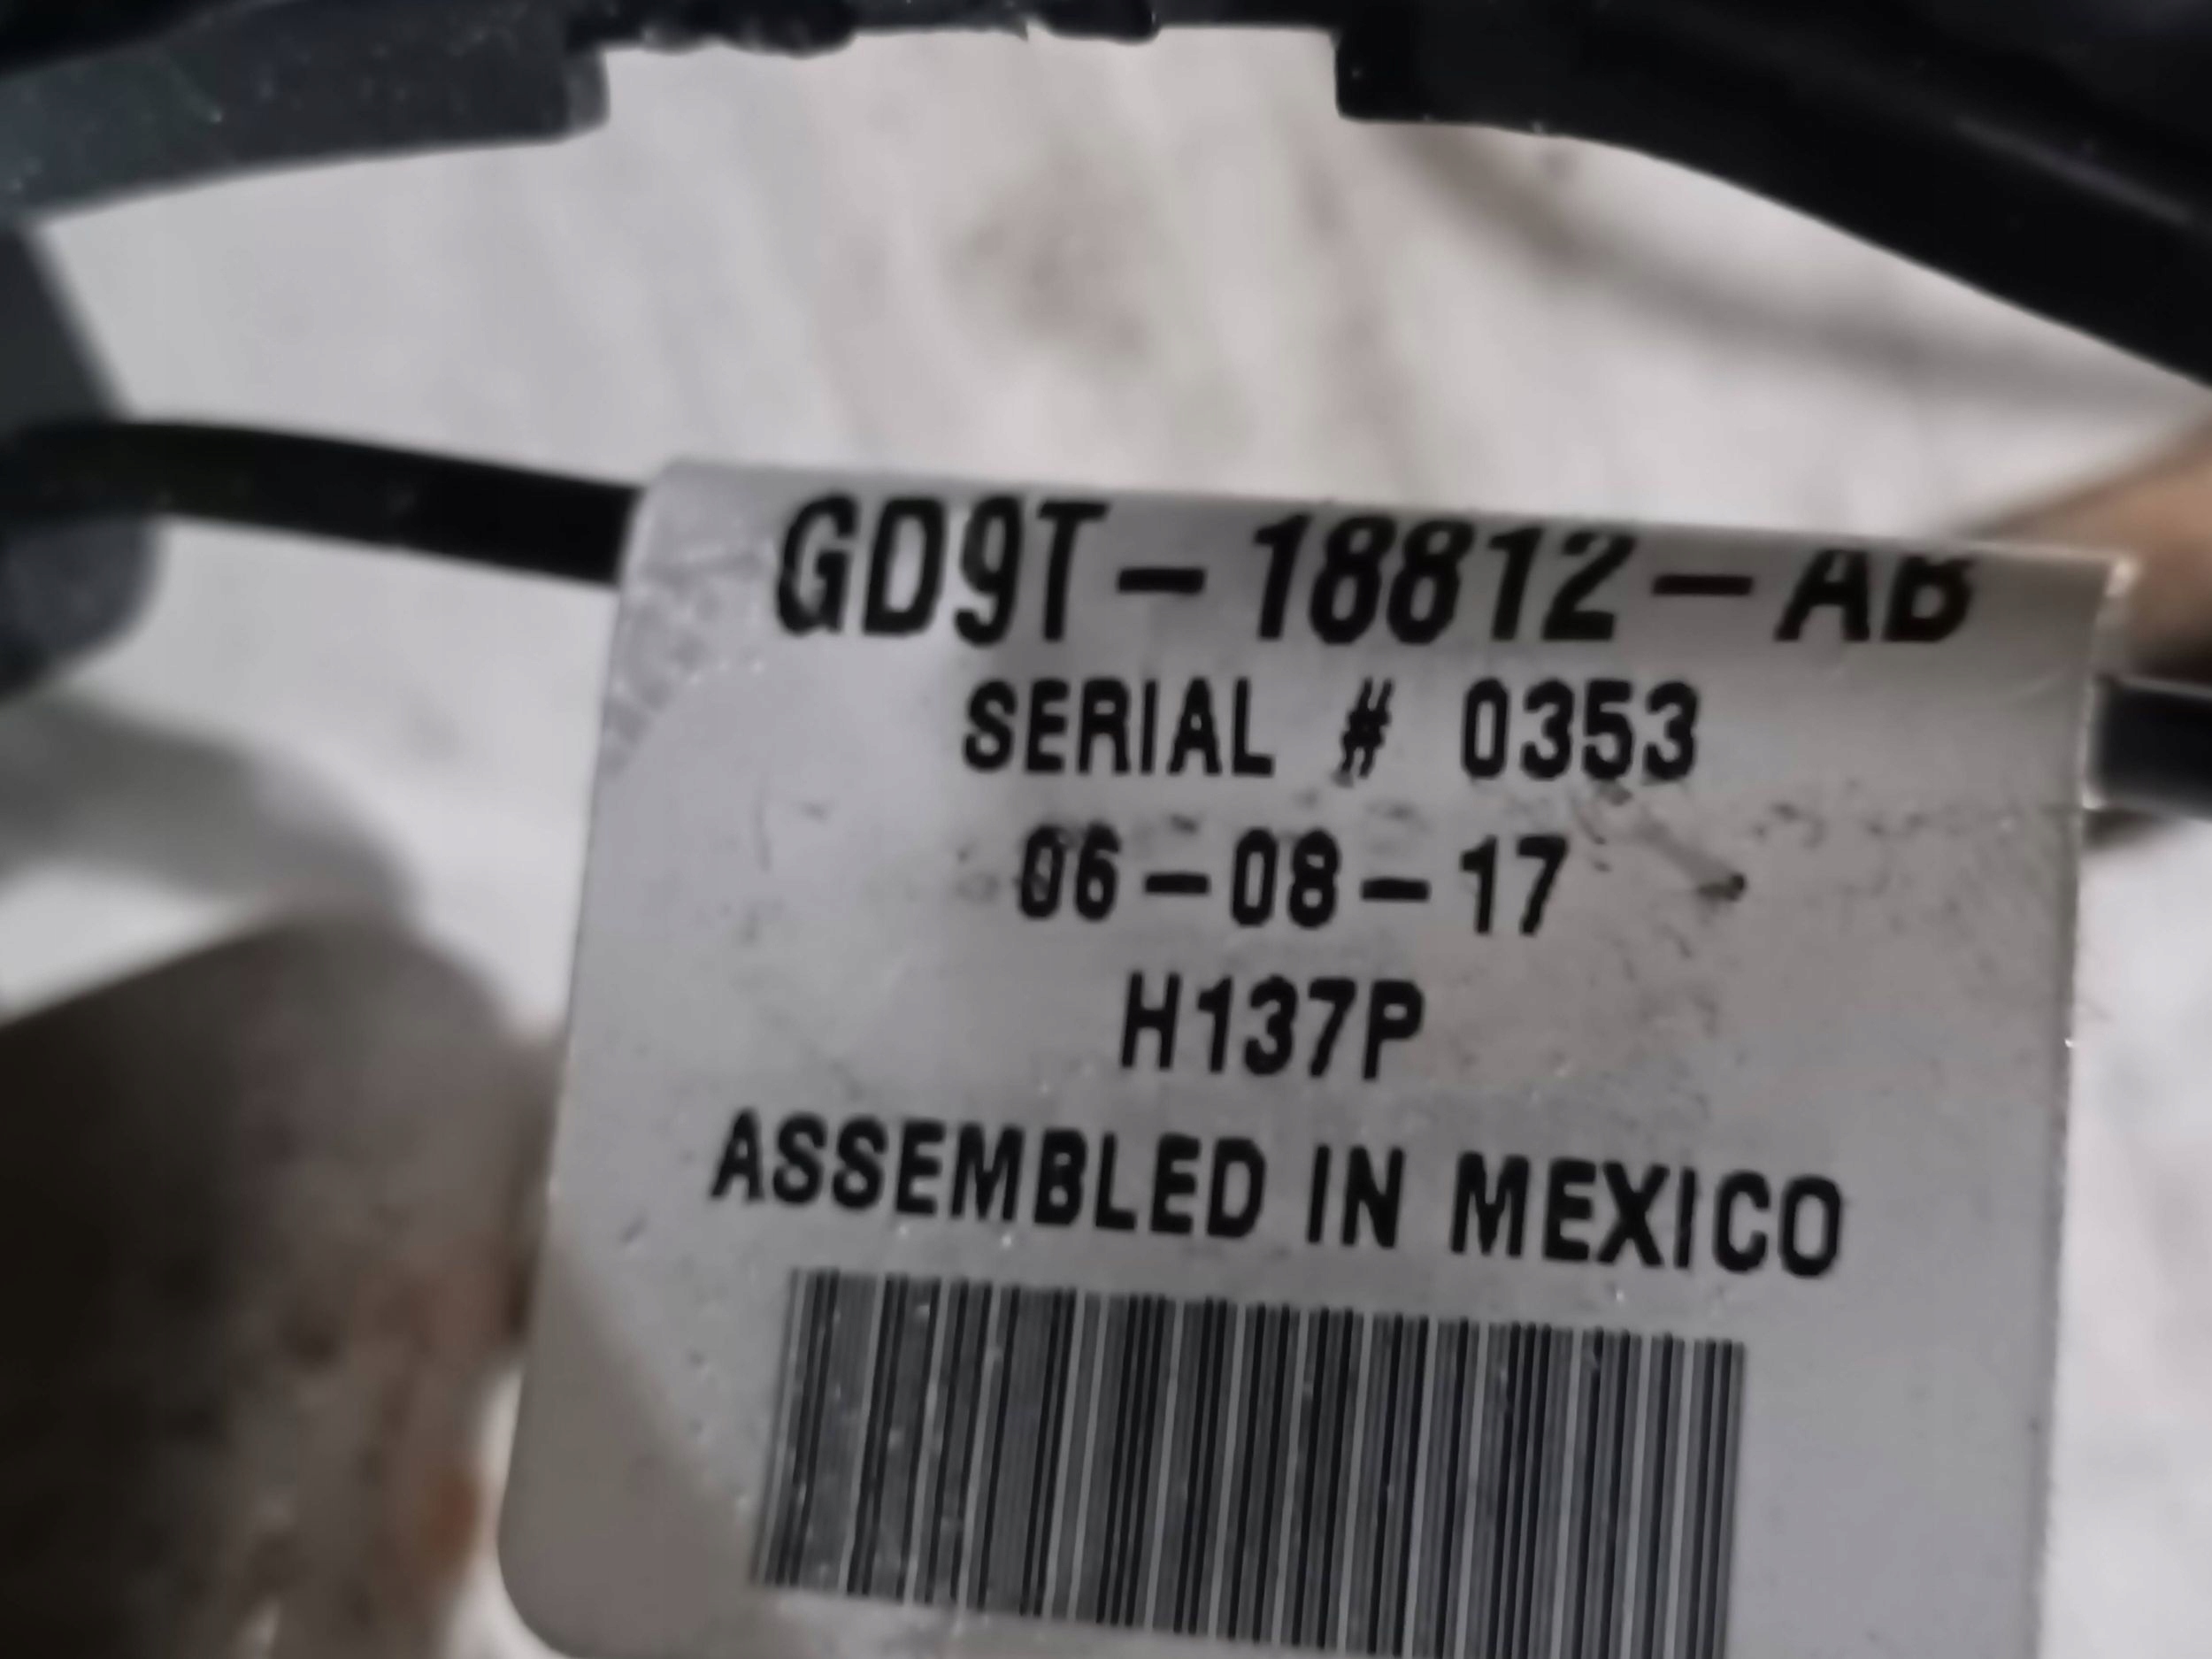 GD9T-18812-AB
SERIAL # 0353
06-08-17
H137P
ASSEMBLED IN MEXICO